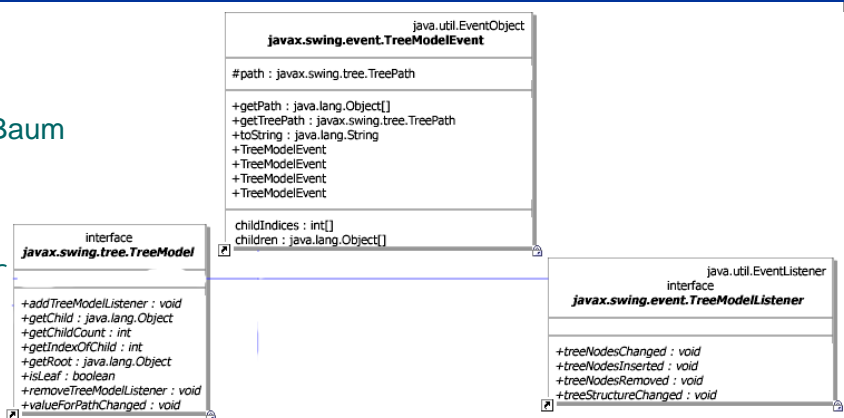 java.util.EventObject
javax.swing.event.TreeModelEvent
#path : javax.swing.tree.TreePath
+getPath : java.lang.Object[]
+getTreePath : javax.swing.tree.TreePath
+toString : java.lang.String
+TreeModelEvent
+TreeModelEvent
+TreeModelEvent
+TreeModelEvent
childIndices : int[]
children : java.lang.Object[]
Baum
interface
javax.swing.tree.TreeModel
+addTreeModelListener : void
+getChild : java.lang.Object
+getChildCount : int
+getIndexOfChild : int
+getRoot : java.lang.Object
+isLeaf : boolean
+removeTreeModelListener : void
+valueForPathChanged : void
java.util.EventListener
interface
javax.swing.event.TreeModelListener
+treeNodesChanged : void
+treeNodesInserted : void
+treeNodesRemoved : void
+treeStructureChanged : void